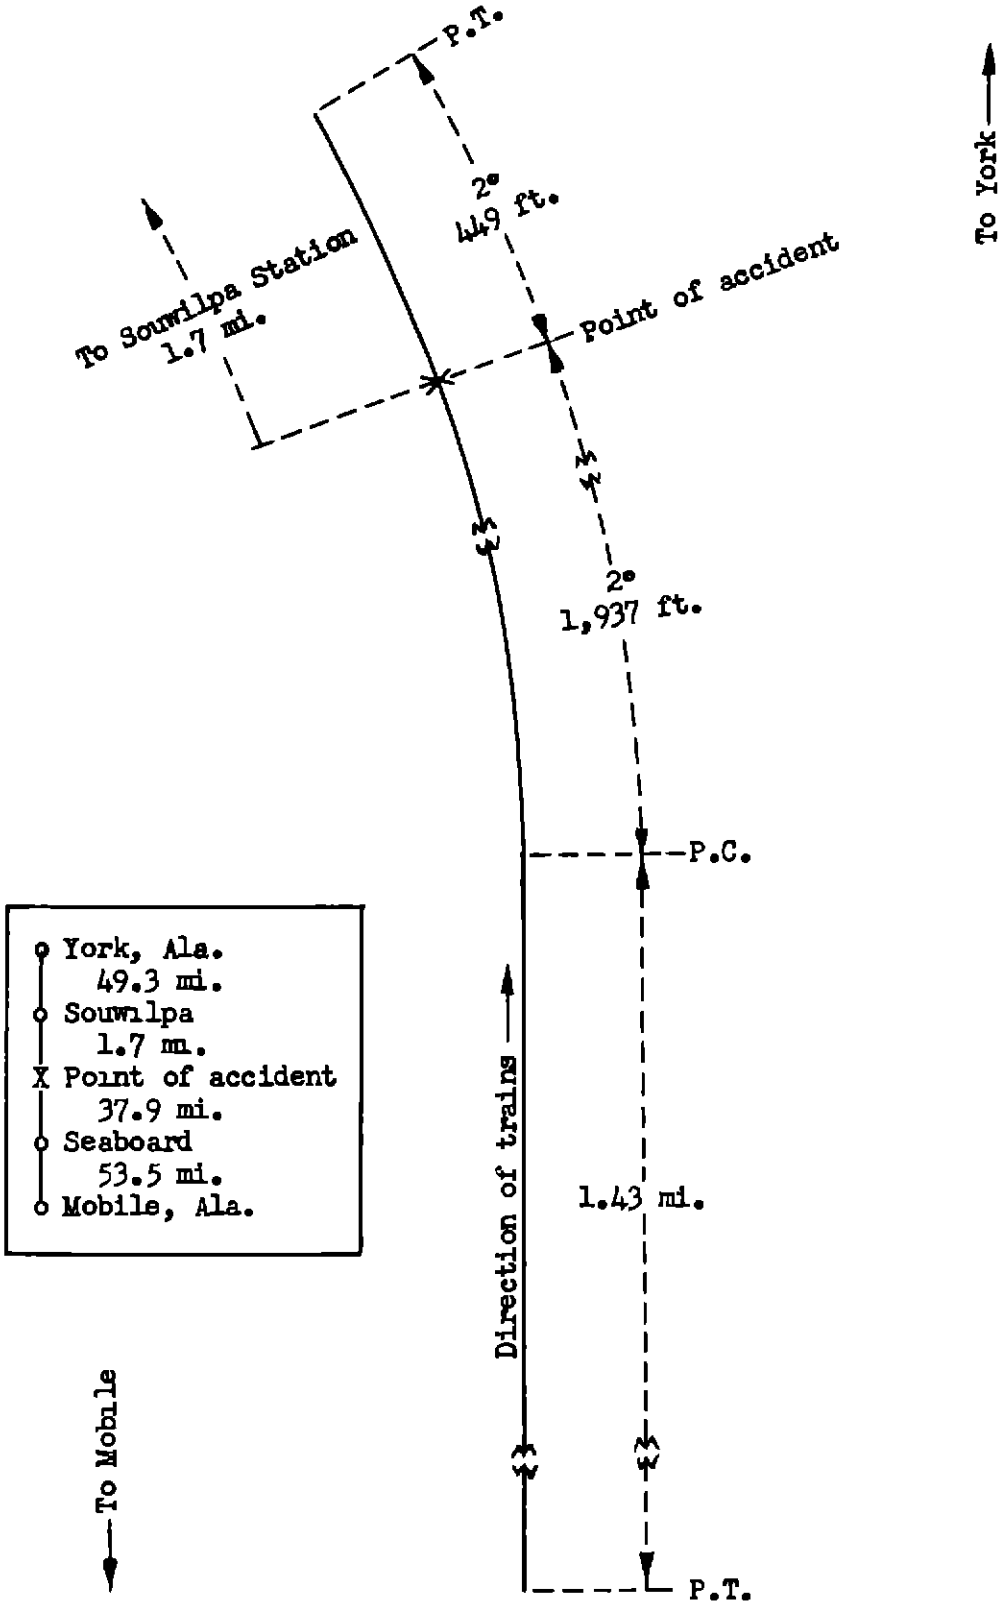 P.T.
To York
2°
449 ft.
To Souwilpa Station
1.7 mi.
Point of accident
2°
1,937 ft.
P.C.
York, Ala.
49.3 mi.
Souwilpa
1.7 m.
X Point of accident
37.9 mi.
Seaboard
53.5 mi.
Mobile, Ala.
Direction of trains
1.43 mi.
To Mobile
P.T.